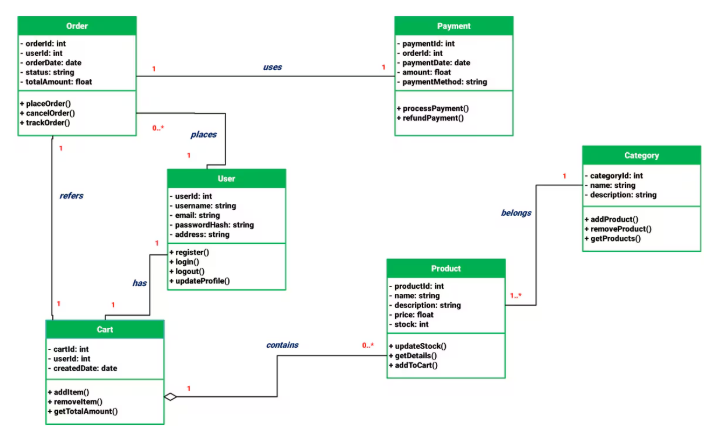 Order
- orderId: int
- userId: int
- orderDate: date
- status: string
- totalAmount: float
+ placeOrder()
+ cancelOrder()
+ trackOrder()
1
uses
1
Payment
- paymentId: int
- orderId: int
- paymentDate: date
- amount: float
- paymentMethod: string
+ processPayment()
+ refundPayment()
0..*
places
1
1
refers
1
User
- userId: int
- username: string
- email: string
- passwordHash: string
- address: string
+ register()
+ login()
+ logout()
+ updateProfile()
1
has
1
Category
- categoryId: int
- name: string
- description: string
+ addProduct()
+ removeProduct()
+ getProducts()
1
belongs
1..*
Product
- productId: int
- name: string
- description: string
- price: float
- stock: int
+ updateStock()
+ getDetails()
+ addToCart()
Cart
- cartId: int
- userId: int
- createdDate: date
+ addItem()
+ removeItem()
+ getTotalAmount()
1
contains
0..*